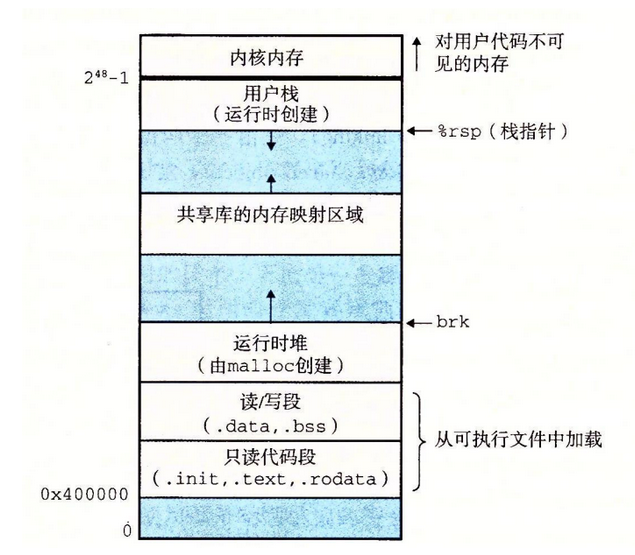 内核内存
对用户代码不可
见的内存
2⁴⁸-1
用户栈
(运行时创建)
%rsp(栈指针)
共享库的内存映射区域
brk
运行时堆
(由malloc创建)
读/写段
(.data,.bss)
从可执行文件中加载
只读代码段
(.init,.text,.rodata)
0x400000
0